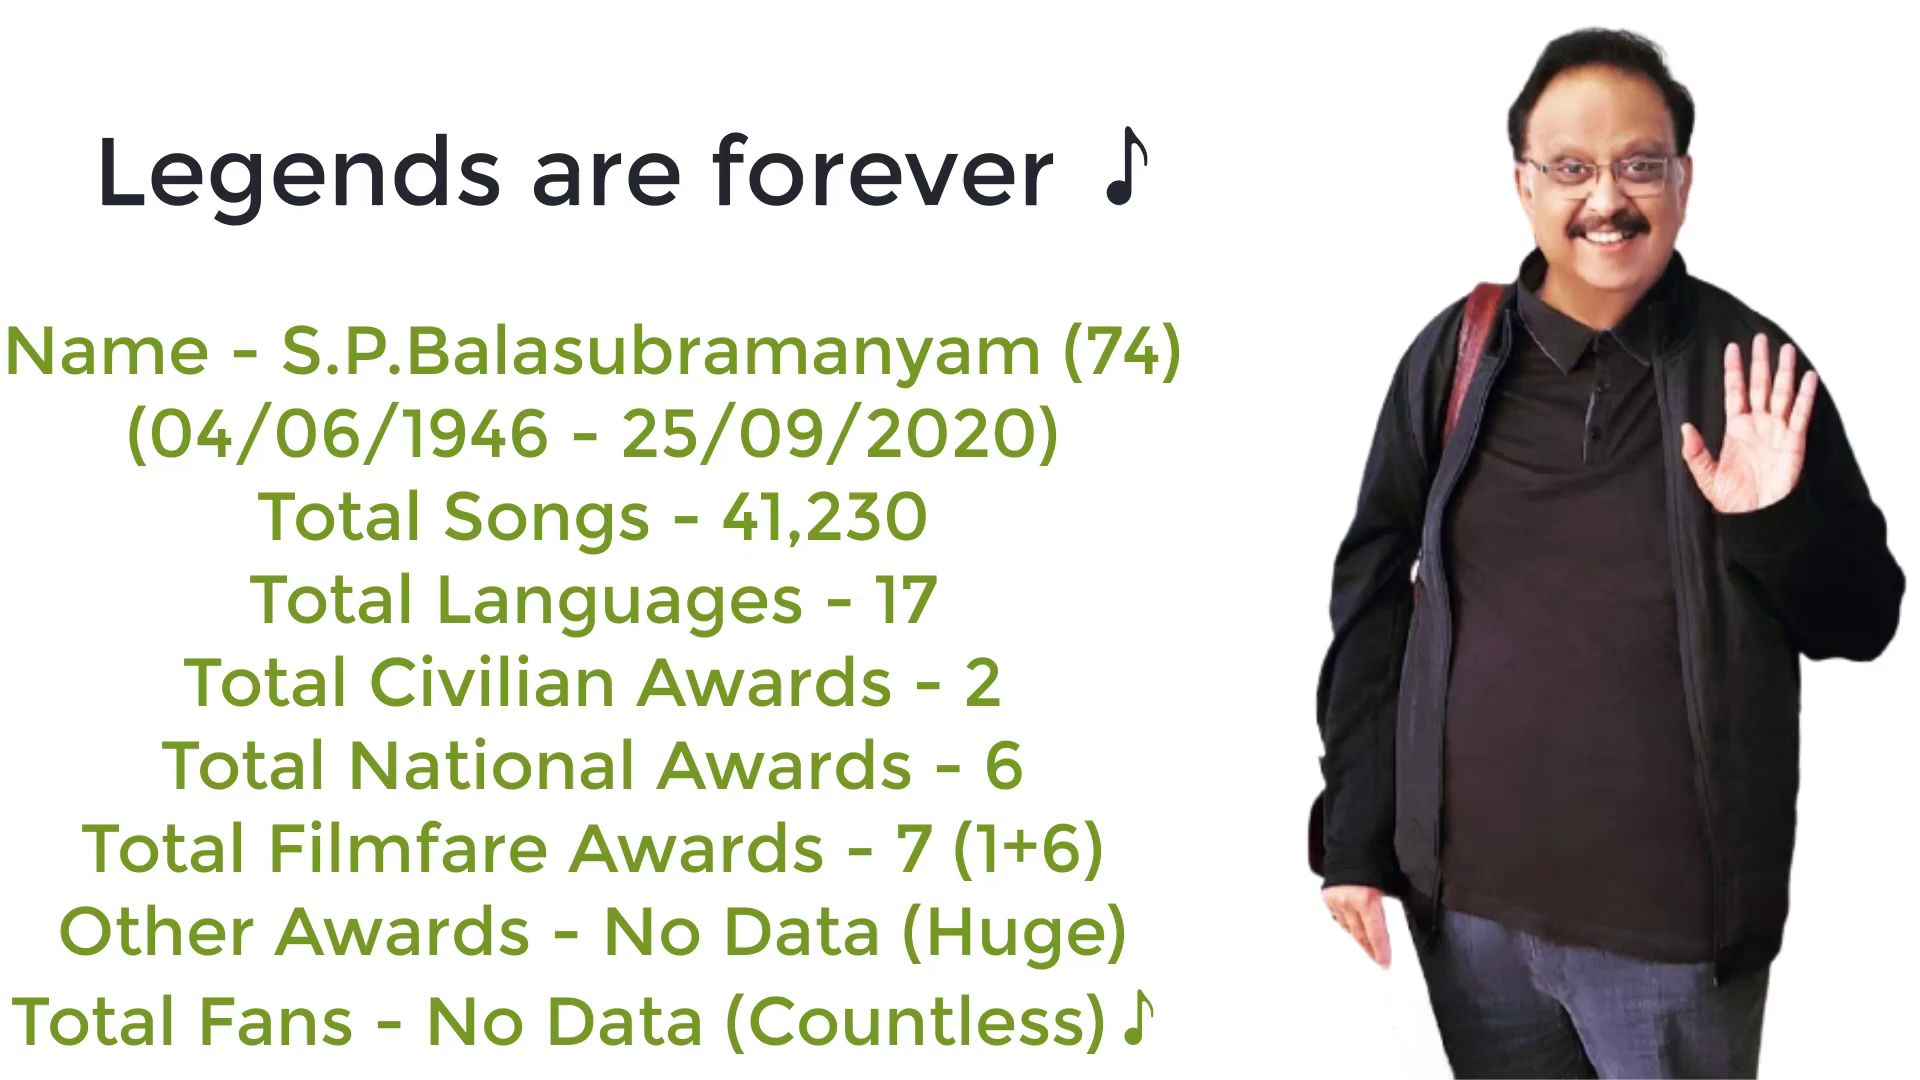 Legends are forever ♪
Name - S.P.Balasubramanyam (74)
(04/06/1946 - 25/09/2020)
Total Songs - 41,230
Total Languages - 17
Total Civilian Awards - 2
Total National Awards - 6
Total Filmfare Awards - 7 (1+6)
Other Awards - No Data (Huge)
Total Fans - No Data (Countless)♪